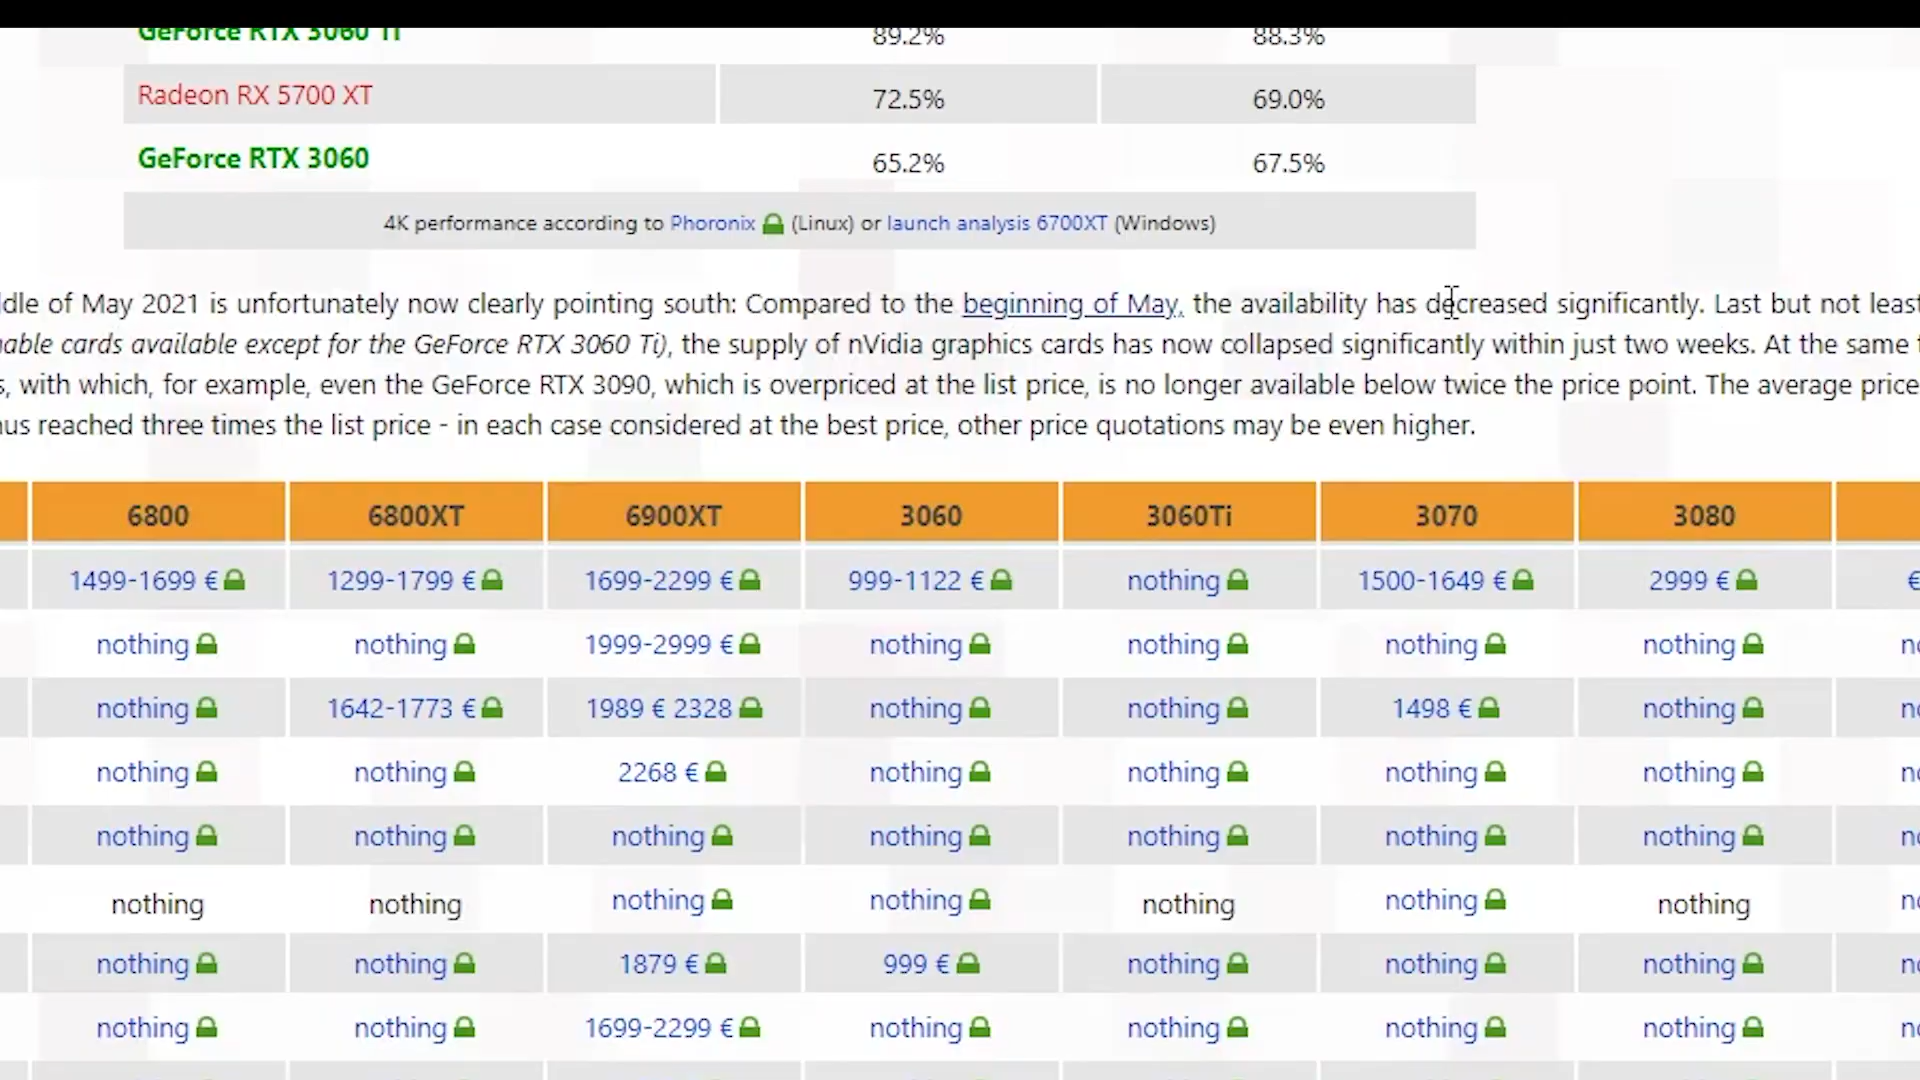 GeForce RTX 3060 Ti 89.2% 88.3%
Radeon RX 5700 XT 72.5% 69.0%
GeForce RTX 3060 65.2% 67.5%
4K performance according to Phoronix (Linux) or launch analysis 6700XT (Windows)
of May 2021 is unfortunately now clearly pointing south: Compared to the beginning of May, the availability has decreased significantly. Last but not least
cards available except for the GeForce RTX 3060 Ti), the supply of nVidia graphics cards has now collapsed significantly within just two weeks. At the same
, with which, for example, even the GeForce RTX 3090, which is overpriced at the list price, is no longer available below twice the price point. The average price
reached three times the list price - in each case considered at the best price, other price quotations may be even higher.
6800 6800XT 6900XT 3060 3060Ti 3070 3080
1499-1699 € 1299-1799 € 1699-2299 € 999-1122 € nothing 1500-1649 € 2999 € €
nothing nothing 1999-2999 € nothing nothing nothing nothing
nothing 1642-1773 € 1989 € 2328 nothing nothing 1498 € nothing
nothing nothing 2268 € nothing nothing nothing nothing
nothing nothing nothing nothing nothing nothing nothing
nothing nothing nothing nothing nothing nothing nothing
nothing nothing 1879 € 999 € nothing nothing nothing
nothing nothing 1699-2299 € nothing nothing nothing nothing